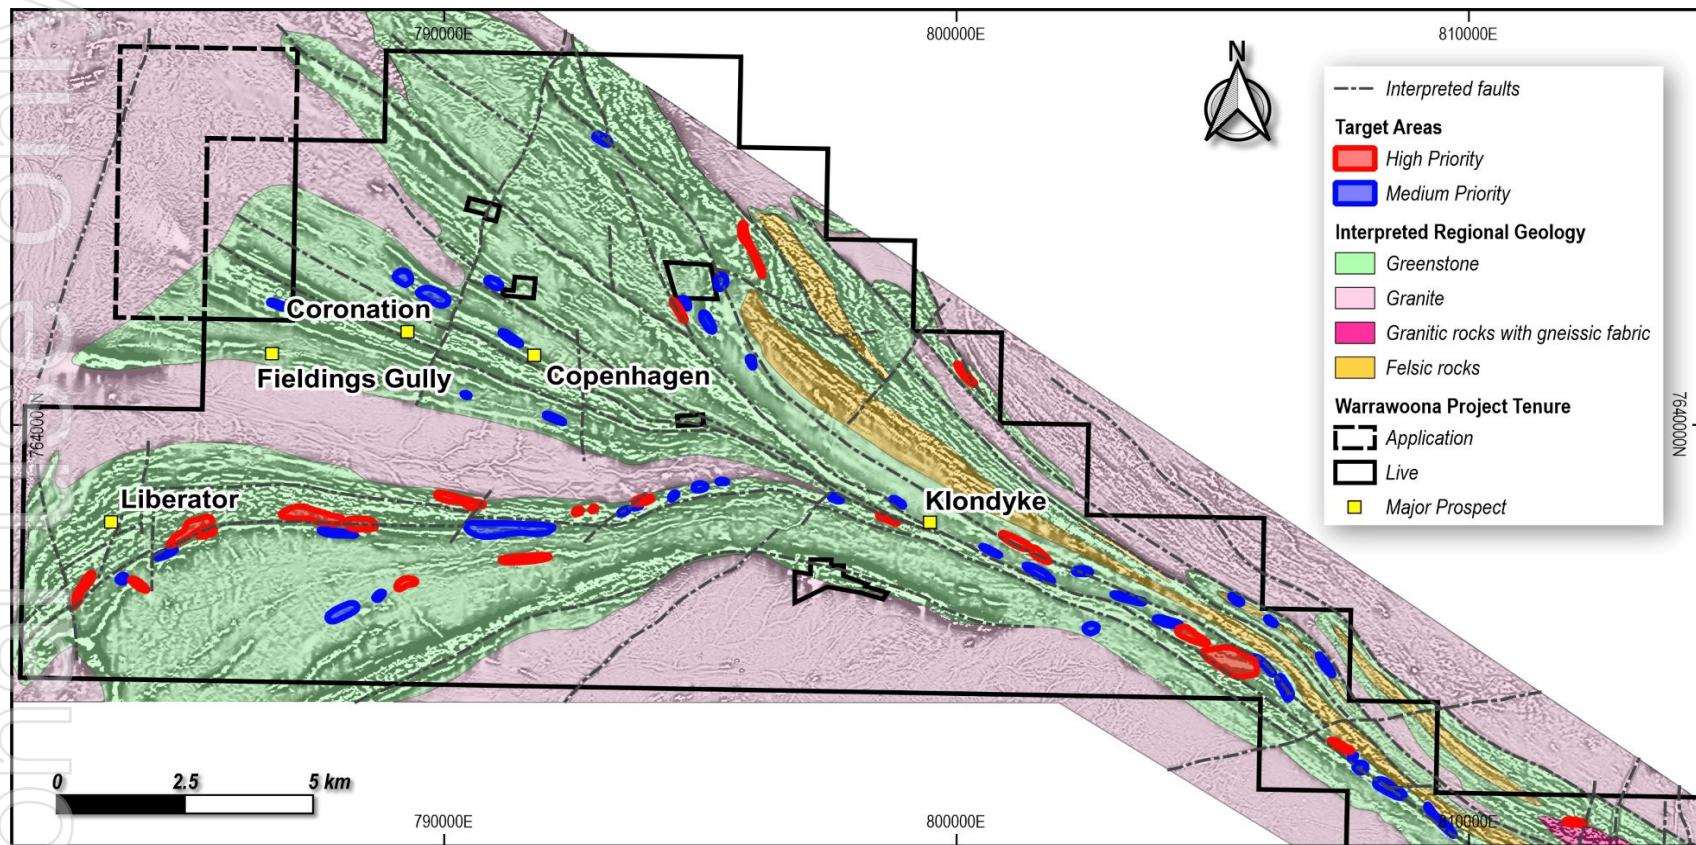 790000E
800000E
810000E
N
Interpreted faults
Target Areas
High Priority
Medium Priority
Interpreted Regional Geology
Greenstone
Granite
Granitic rocks with gneissic fabric
Felsic rocks
Warrawoona Project Tenure
Application
Live
Major Prospect
Coronation
Fieldings Gully
Copenhagen
7640000N
7640000N
Liberator
Klondyke
0 2.5 5 km
790000E
800000E
810000E